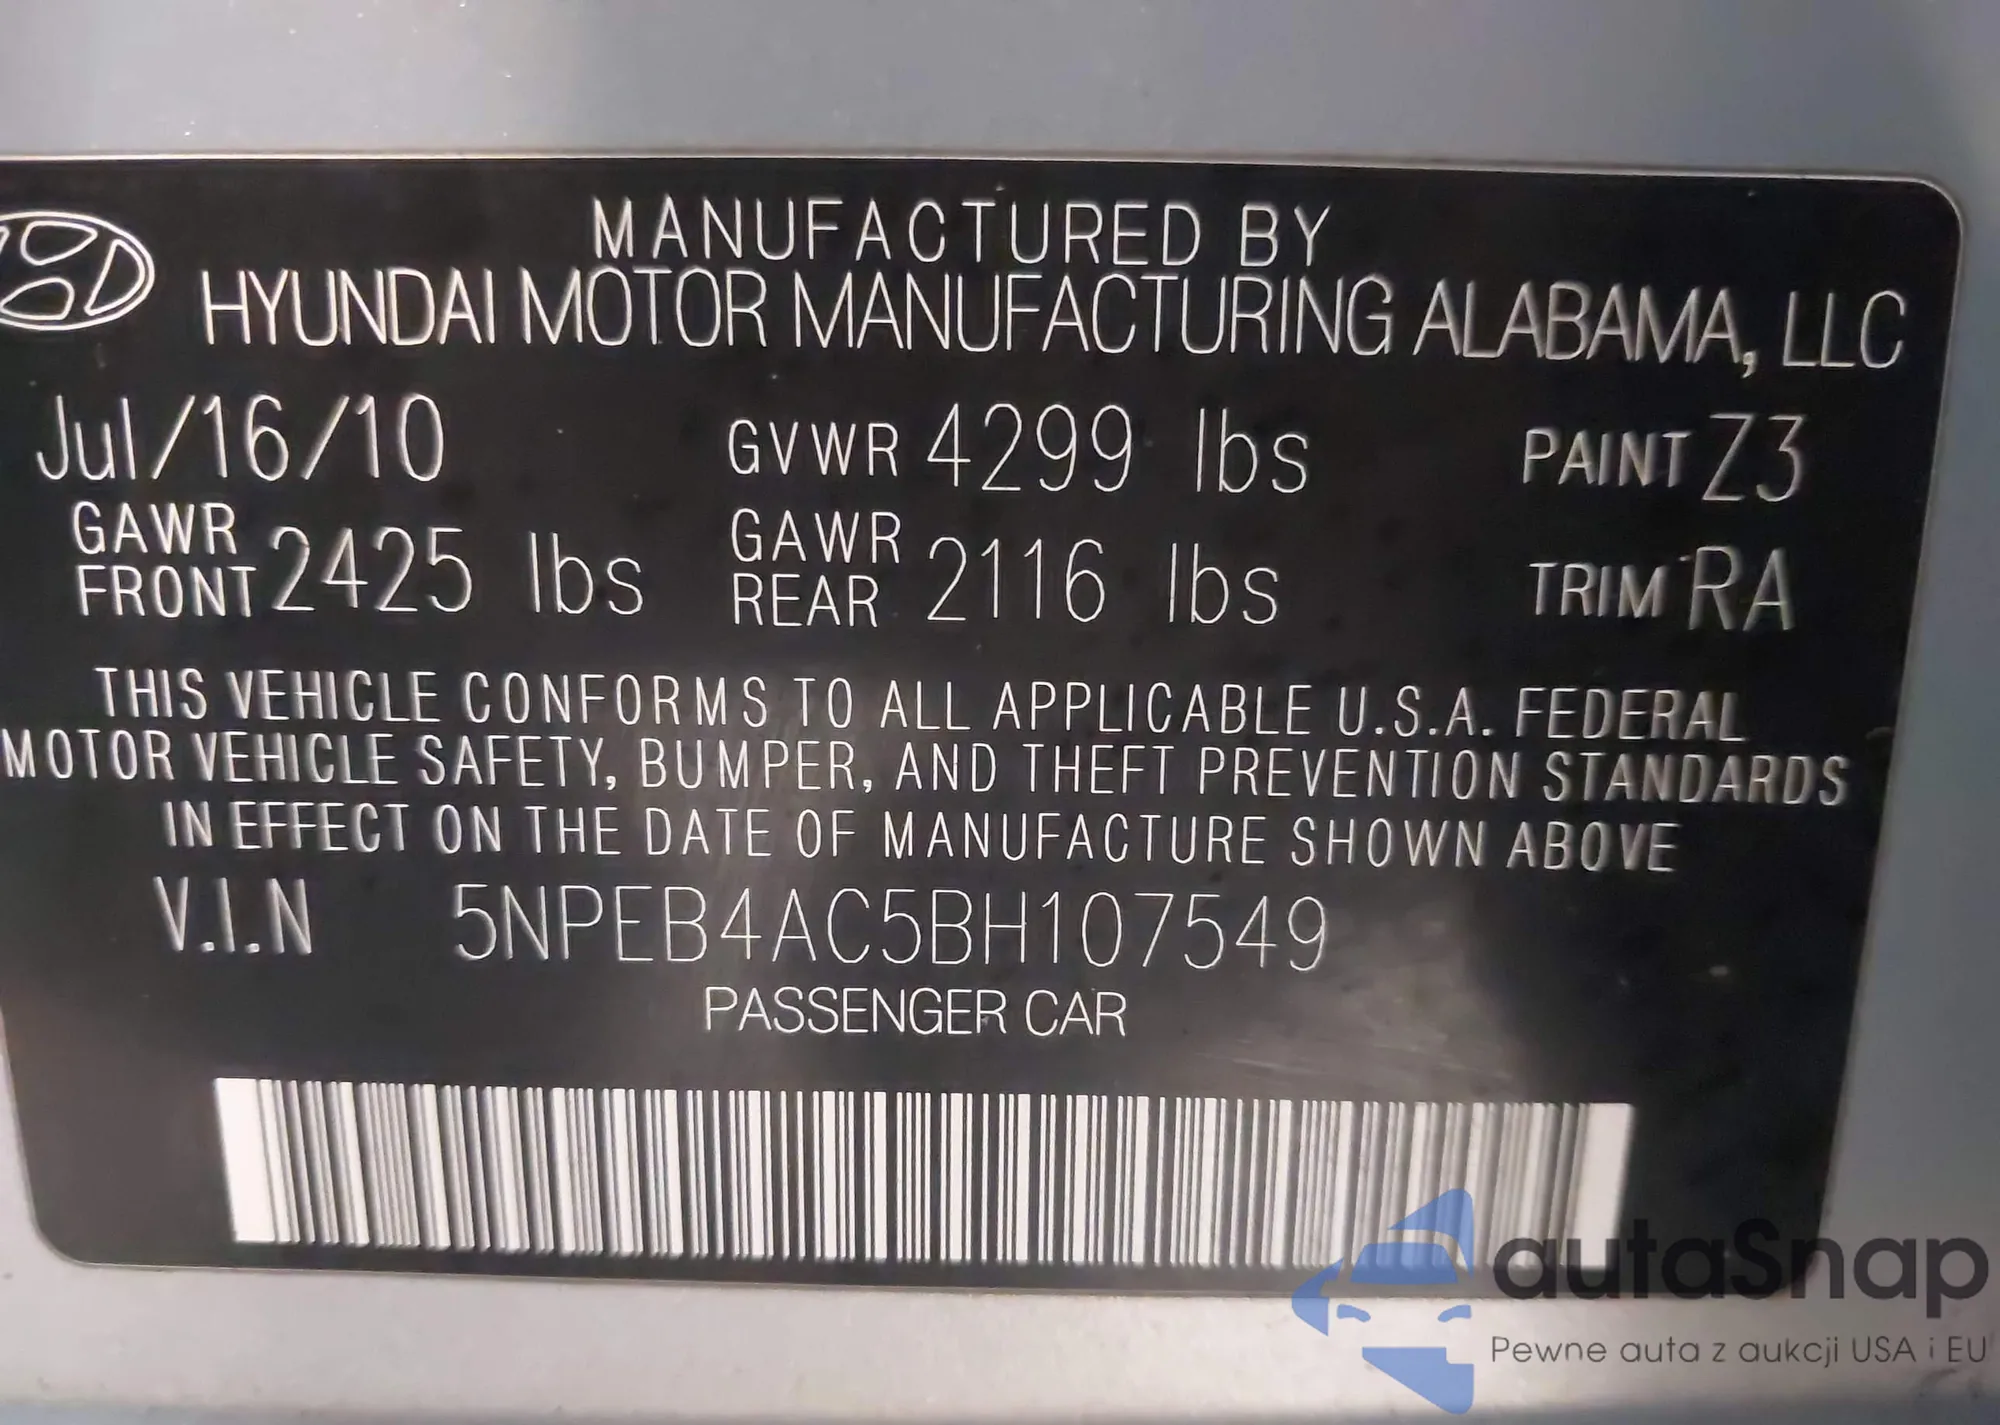 MANUFACTURED BY
HYUNDAI MOTOR MANUFACTURING ALABAMA, LLC
Jul/16/10 GVWR 4299 lbs PAINT Z3
GAWR FRONT 2425 lbs GAWR REAR 2116 lbs TRIM RA
THIS VEHICLE CONFORMS TO ALL APPLICABLE U.S.A. FEDERAL
MOTOR VEHICLE SAFETY, BUMPER, AND THEFT PREVENTION STANDARDS
IN EFFECT ON THE DATE OF MANUFACTURE SHOWN ABOVE
V.I.N 5NPEB4AC5BH107549
PASSENGER CAR
autaSnap
Pewne auta z aukcji USA i EU